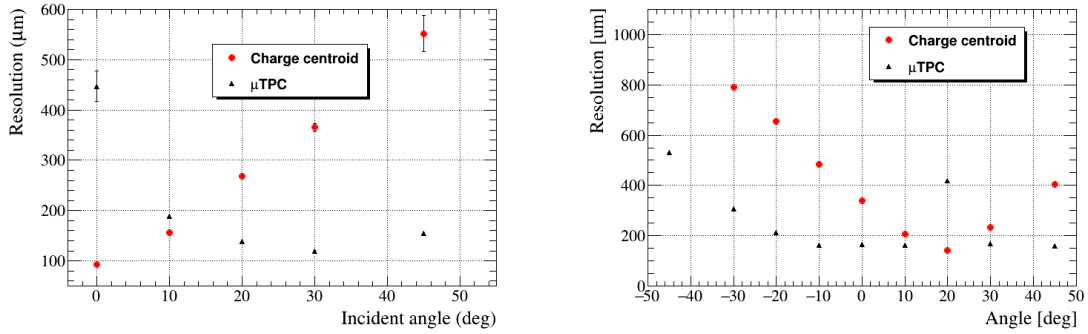 Resolution (μm)
600
500
400
300
200
100
Charge centroid
μTPC
0 10 20 30 40 50
Incident angle (deg)
Resolution [um]
1000
800
600
400
200
0
Charge centroid
μTPC
−50 −40 −30 −20 −10 0 10 20 30 40 50
Angle [deg]